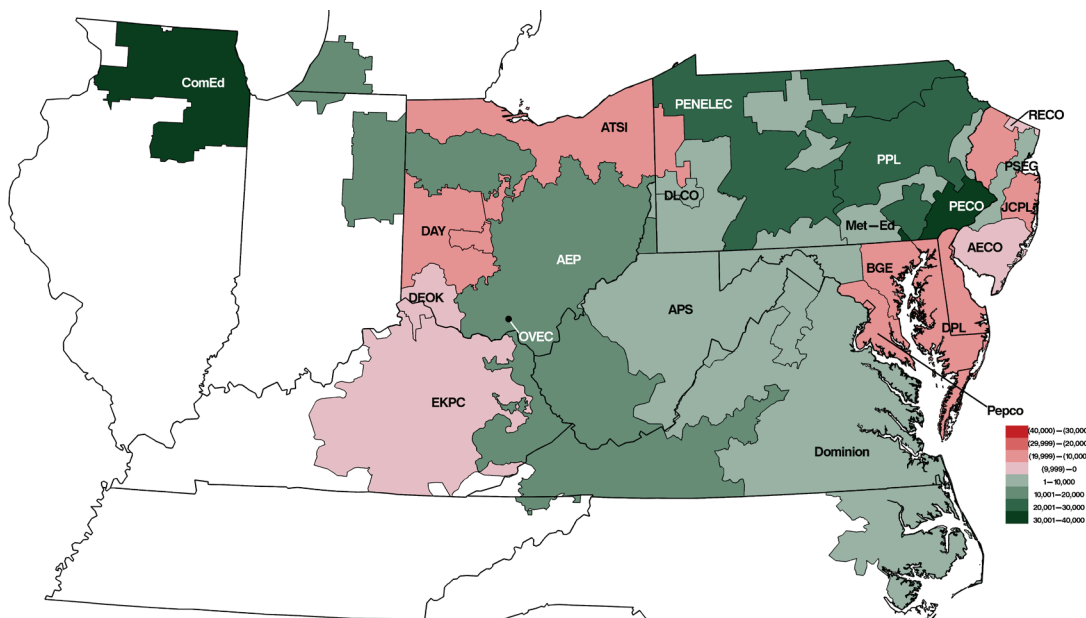 ComEd
PENELEC
RECO
ATSI
PSEG
PPL
DLCO
PECO
JCPL
Met—Ed
DAY
AECO
AEP
BGE
DEOK
APS
DPL
OVEC
EKPC
Pepco
Dominion
(40,000)—(30,000
(29,999)—(20,000
(19,999)—(10,000
(9,999)—0
1—10,000
10,001—20,000
20,001—30,000
30,001—40,000